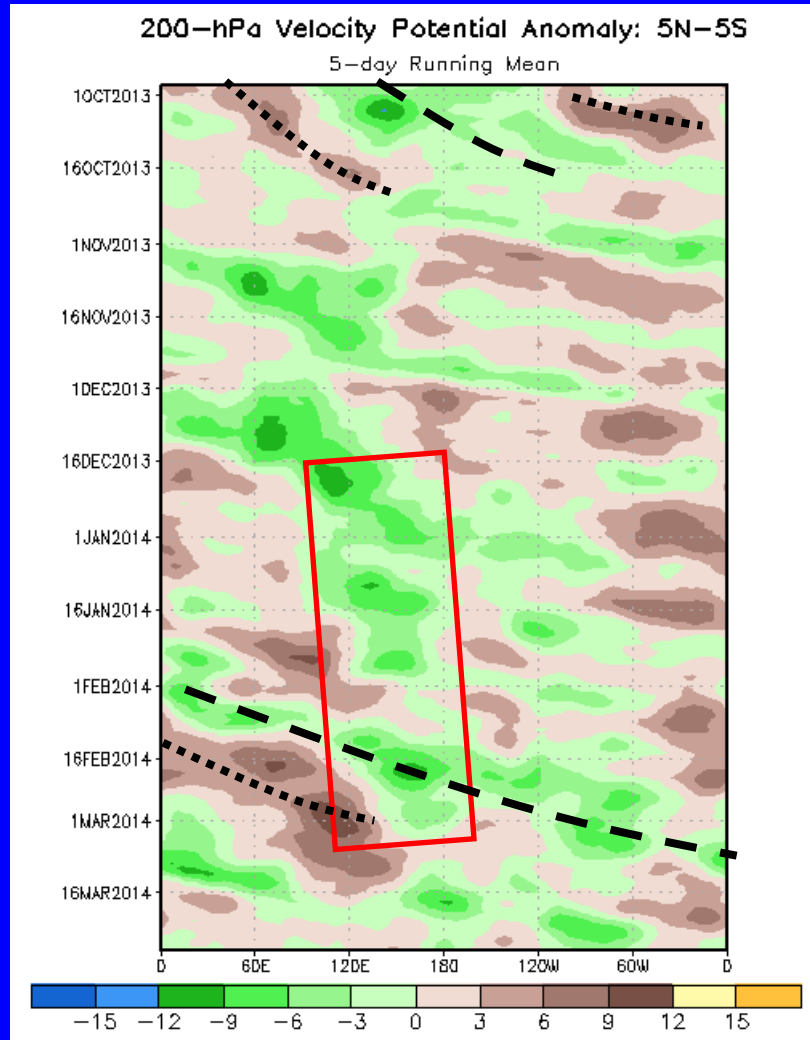 200-hPa Velocity Potential Anomaly: 5N-5S
5-day Running Mean
1OCT2013
16OCT2013
1NOV2013
16NOV2013
1DEC2013
16DEC2013
1JAN2014
16JAN2014
1FEB2014
16FEB2014
1MAR2014
16MAR2014
0 60E 120E 180 120W 60W 0
-15 -12 -9 -6 -3 0 3 6 9 12 15